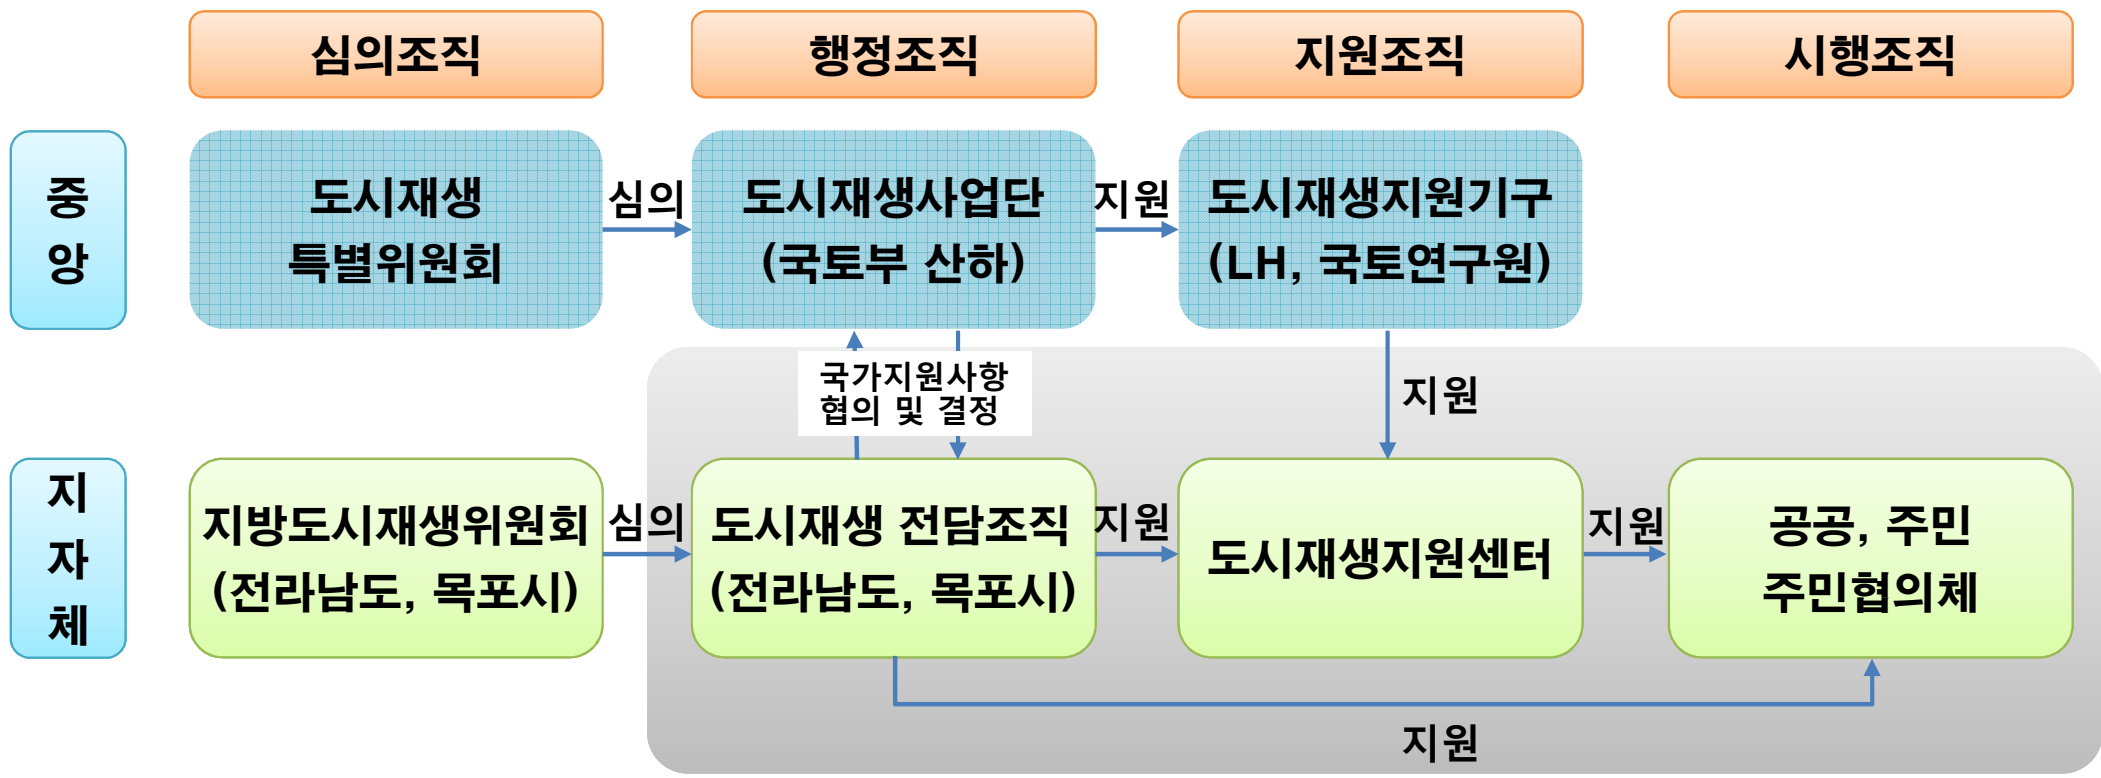 심의조직
행정조직
지원조직
시행조직
중
앙
도시재생
특별위원회
심의
도시재생사업단
(국토부 산하)
지원
도시재생지원기구
(LH, 국토연구원)
국가지원사항
협의 및 결정
지원
지
자
체
지방도시재생위원회
(전라남도, 목포시)
심의
도시재생 전담조직
(전라남도, 목포시)
지원
도시재생지원센터
지원
공공, 주민
주민협의체
지원